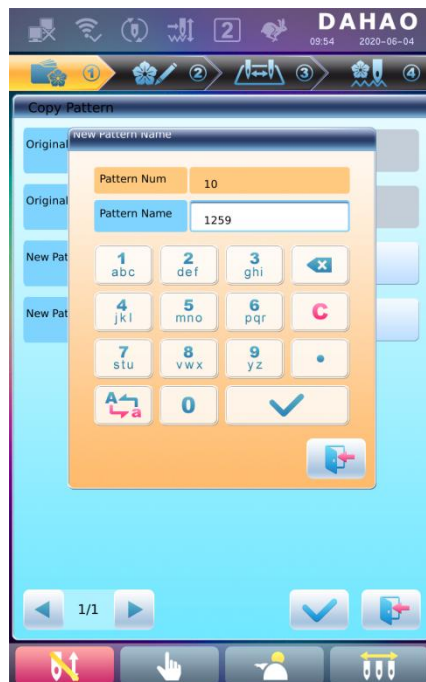 2
DAHAO
09:54 2020-06-04
① ② ③ ④
Copy Pattern
Original
New Pattern Name
Pattern Num 10
Original
Pattern Name 1259
New Pat
1 2 3
abc def ghi
New Pat
4 5 6 C
jkl mno pqr
7 8 9 .
stu vwx yz
A a 0
1/1